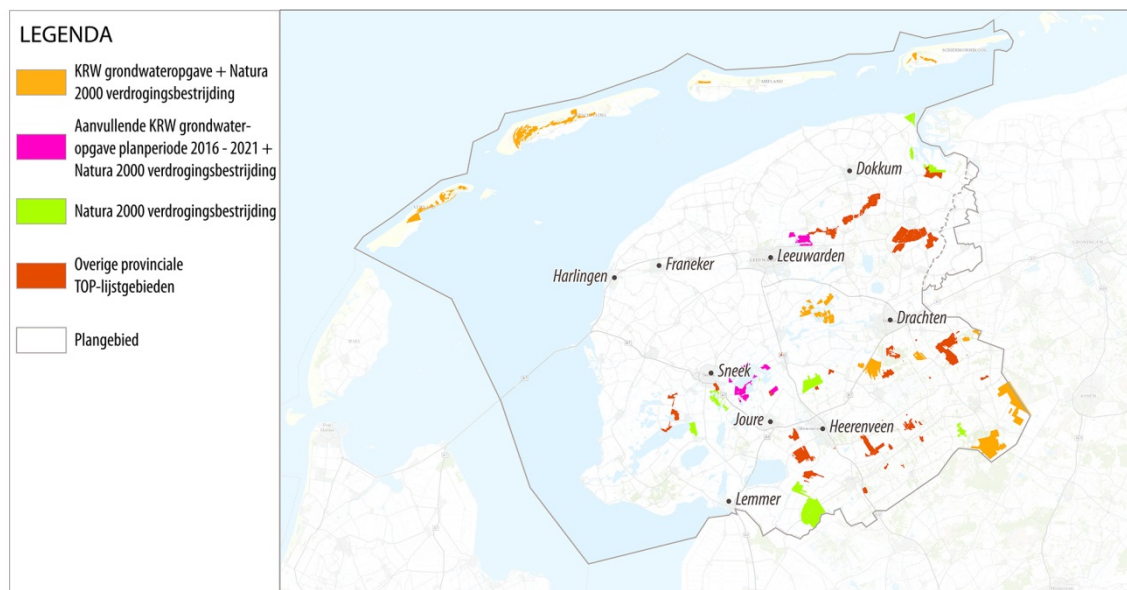 LEGENDA
KRW grondwateropgave + Natura
2000 verdrogingsbestrijding
Aanvullende KRW grondwater-
opgave planperiode 2016 - 2021 +
Natura 2000 verdrogingsbestrijding
Natura 2000 verdrogingsbestrijding
Overige provinciale
TOP-lijstgebieden
Plangebied
Dokkum
Leeuwarden
Franeker
Harlingen
Drachten
Sneek
Joure
Heerenveen
Lemmer